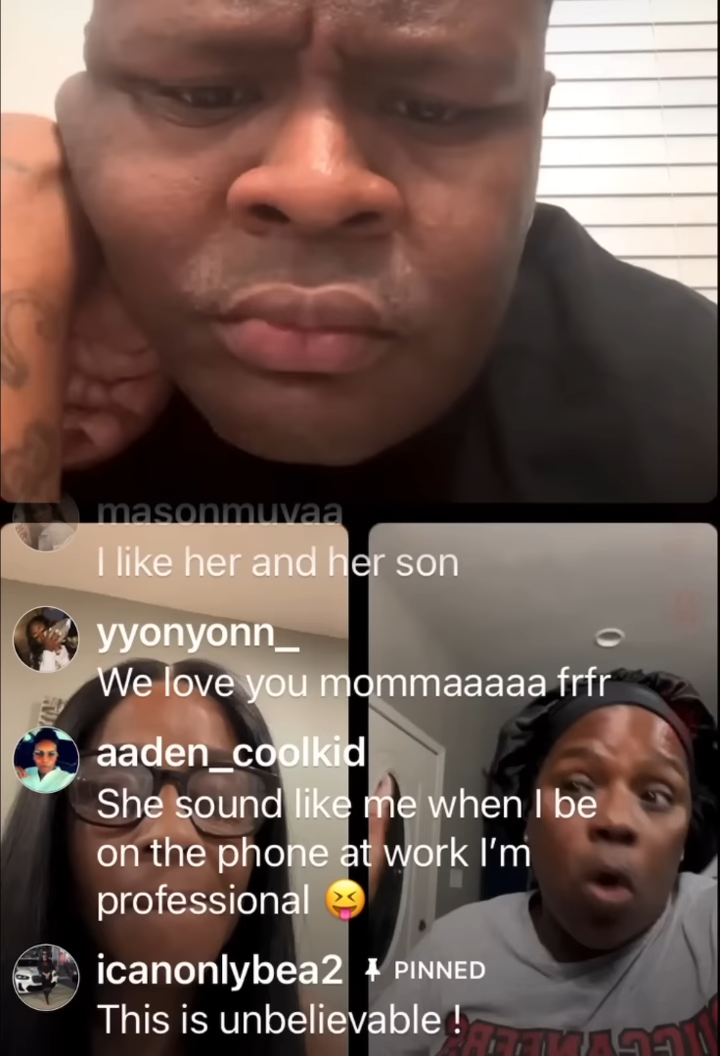 masonmuvaa
I like her and her son
yyonyonn_
We love you mommaaaaa frfr
aaden_coolkid
She sound like me when I be
on the phone at work I’m
professional 😝
icanonlybea2 PINNED
This is unbelievable !
BUCCANEERS